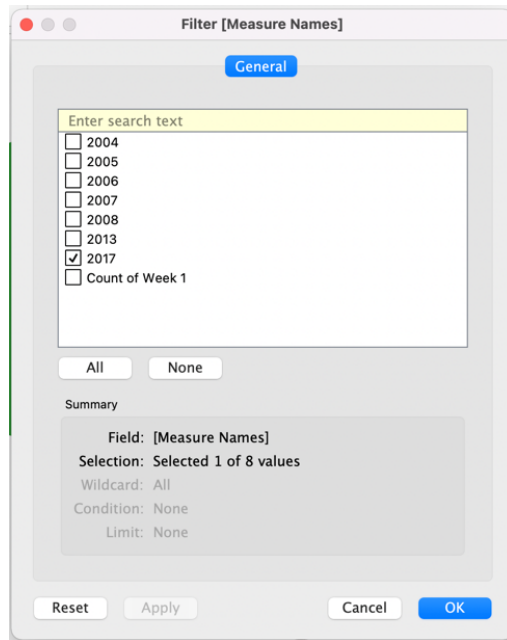 Filter [Measure Names]
General
Enter search text
2004
2005
2006
2007
2008
2013
2017
Count of Week 1
All None
Summary
Field: [Measure Names]
Selection: Selected 1 of 8 values
Wildcard: All
Condition: None
Limit: None
Reset Apply Cancel OK